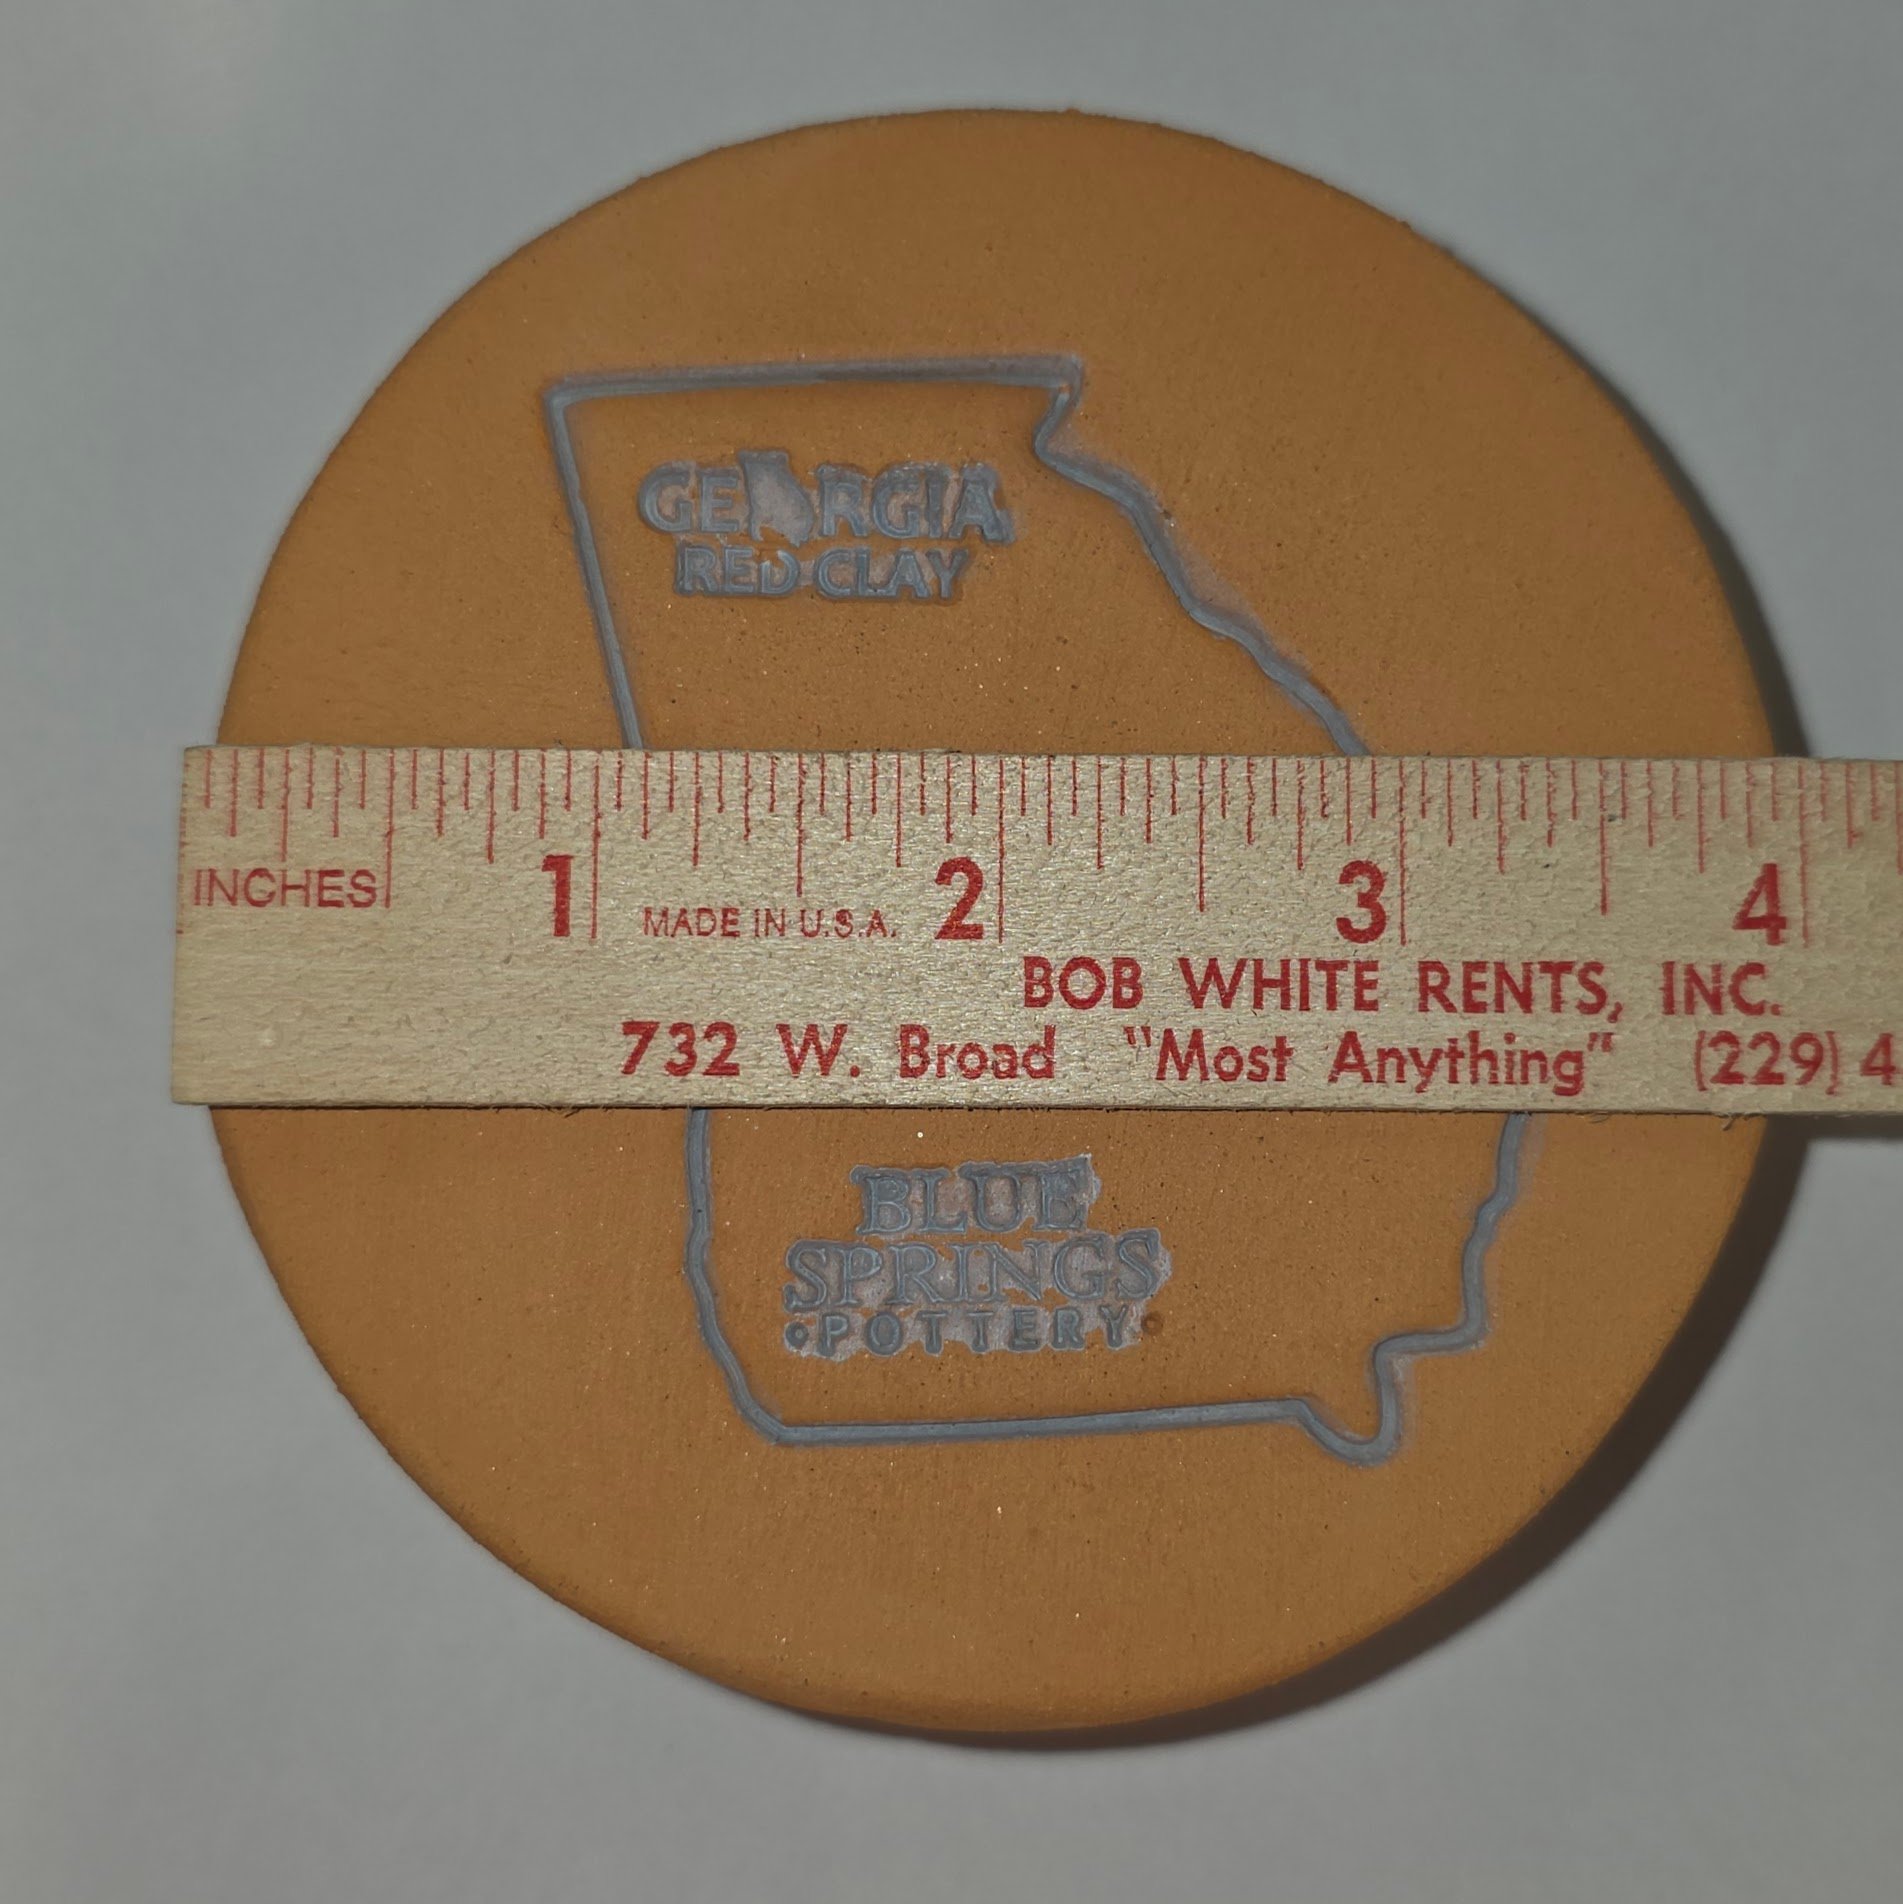 GEORGIA
RED CLAY
INCHES 1 2 3 4
MADE IN U.S.A.
BOB WHITE RENTS, INC.
732 W. Broad "Most Anything" (229) 4
BLUE
SPRINGS
•POTTERY•